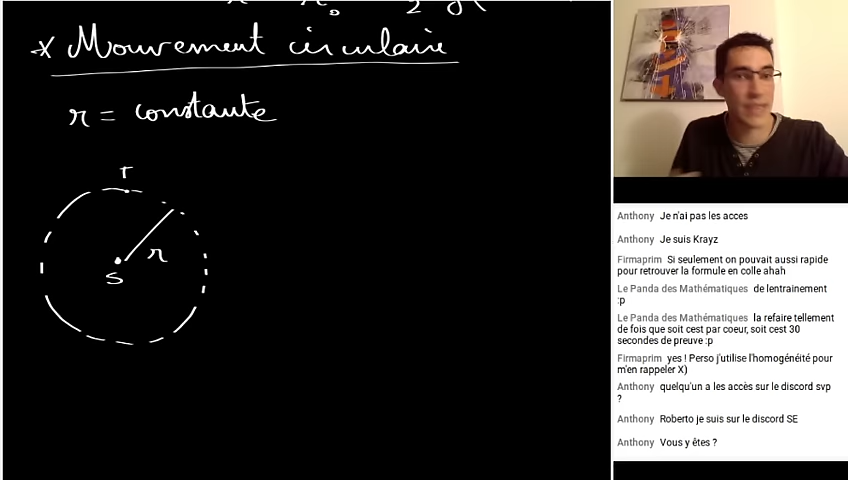 * Mouvement circulaire
r = constante
T
r
S
Anthony Je n'ai pas les acces
Anthony Je suis Krayz
Firmaprim Si seulement on pouvait aussi rapide
pour retrouver la formule en colle ahah
Le Panda des Mathématiques de lentrainement
:p
Le Panda des Mathématiques la refaire tellement
de fois que soit cest par coeur, soit cest 30
secondes de preuve :p
Firmaprim yes ! Perso j'utilise l'homogénéité pour
m'en rappeler X)
Anthony quelqu'un a les accès sur le discord svp
?
Anthony Roberto je suis sur le discord SE
Anthony Vous y êtes ?